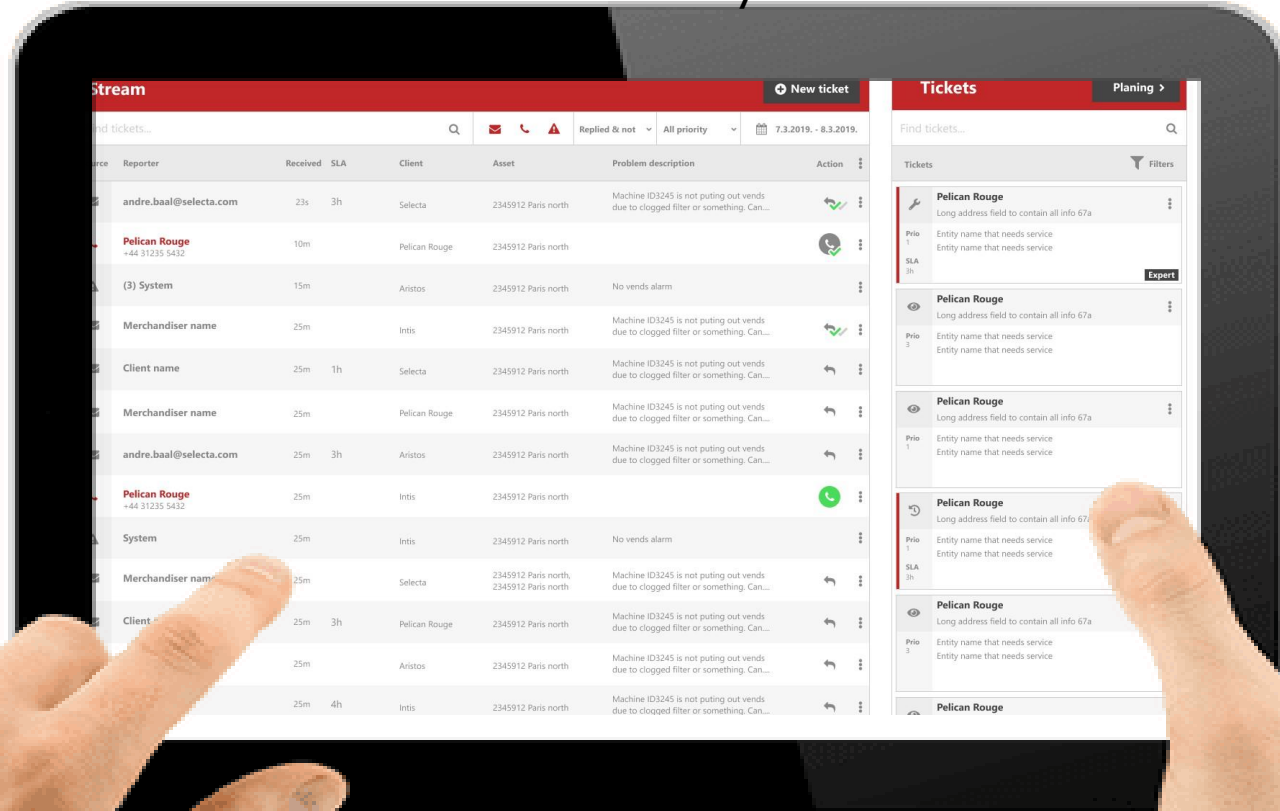 Stream
New ticket
Find tickets...
Replied & not
All priority
7.3.2019. - 8.3.2019.
Source Reporter Received SLA Client Asset Problem description Action
andre.baal@selecta.com 23s 3h Selecta 2345912 Paris north
Machine ID3245 is not puting out vends
due to clogged filter or something. Can...
Pelican Rouge 10m Pelican Rouge 2345912 Paris north
+44 31235 5432
(3) System 15m Aristos 2345912 Paris north No vends alarm
Merchandiser name 25m Intis 2345912 Paris north
Machine ID3245 is not puting out vends
due to clogged filter or something. Can...
Client name 25m 1h Selecta 2345912 Paris north
Machine ID3245 is not puting out vends
due to clogged filter or something. Can...
Merchandiser name 25m Pelican Rouge 2345912 Paris north
Machine ID3245 is not puting out vends
due to clogged filter or something. Can...
andre.baal@selecta.com 25m 3h Aristos 2345912 Paris north
Machine ID3245 is not puting out vends
due to clogged filter or something. Can...
Pelican Rouge 25m Intis 2345912 Paris north
+44 31235 5432
System 25m Intis 2345912 Paris north No vends alarm
Merchandiser name 25m Selecta 2345912 Paris north,
2345912 Paris north
Machine ID3245 is not puting out vends
due to clogged filter or something. Can...
Client 25m 3h Pelican Rouge 2345912 Paris north
Machine ID3245 is not puting out vends
due to clogged filter or something. Can...
25m Aristos 2345912 Paris north
Machine ID3245 is not puting out vends
due to clogged filter or something. Can...
25m 4h Intis 2345912 Paris north
Machine ID3245 is not puting out vends
due to clogged filter or something. Can...
Tickets
Planing >
Find tickets...
Tickets Filters
Pelican Rouge
Long address field to contain all info 67a
Prio 1
Entity name that needs service
Entity name that needs service
SLA 3h
Expert
Pelican Rouge
Long address field to contain all info 67a
Prio 3
Entity name that needs service
Entity name that needs service
Pelican Rouge
Long address field to contain all info 67a
Prio 1
Entity name that needs service
Entity name that needs service
Pelican Rouge
Long address field to contain all info 67a
Prio 1
Entity name that needs service
Entity name that needs service
SLA 3h
Pelican Rouge
Long address field to contain all info 67a
Prio 3
Entity name that needs service
Entity name that needs service
Pelican Rouge